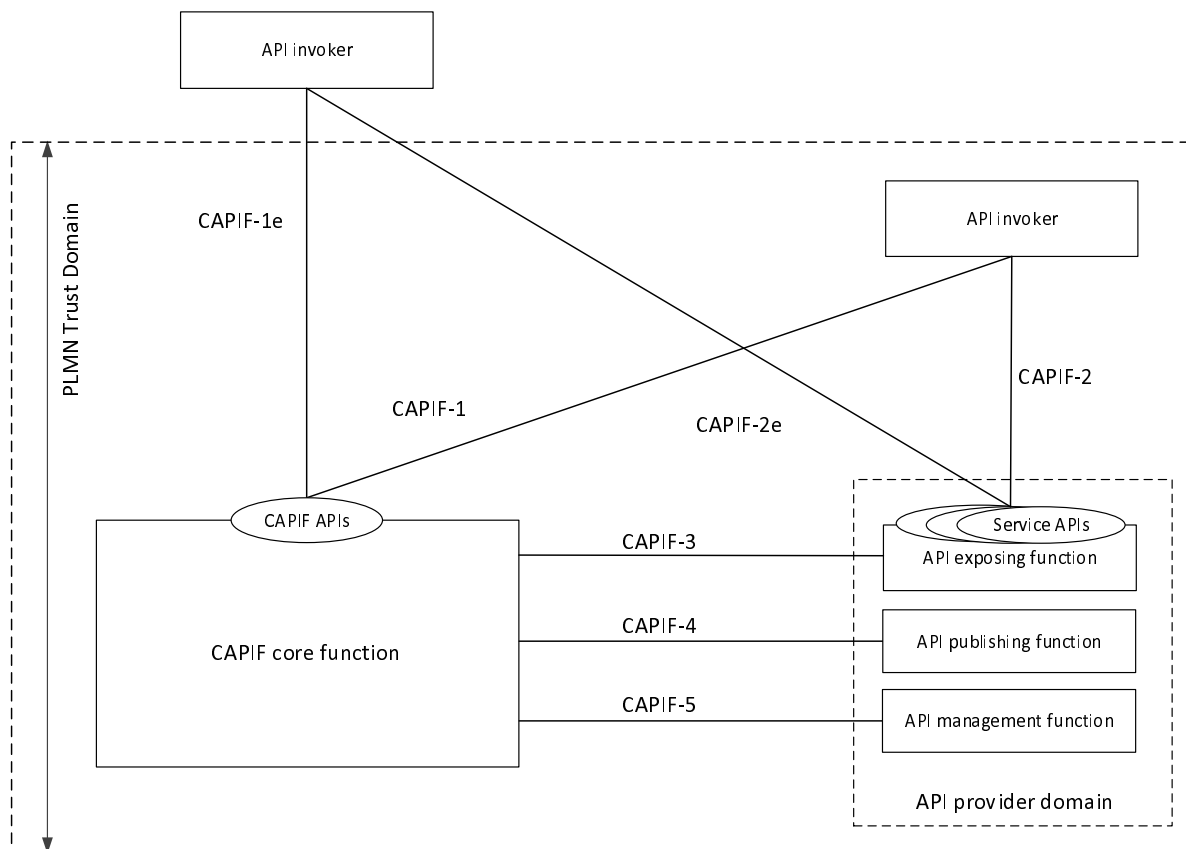 API invoker
PLMN Trust Domain
CAPIF-1e
API invoker
CAPIF-2
CAPIF-1
CAPIF-2e
CAPIF APIs
Service APIs
API exposing function
CAPIF-3
CAPIF-4
API publishing function
CAPIF core function
CAPIF-5
API management function
API provider domain